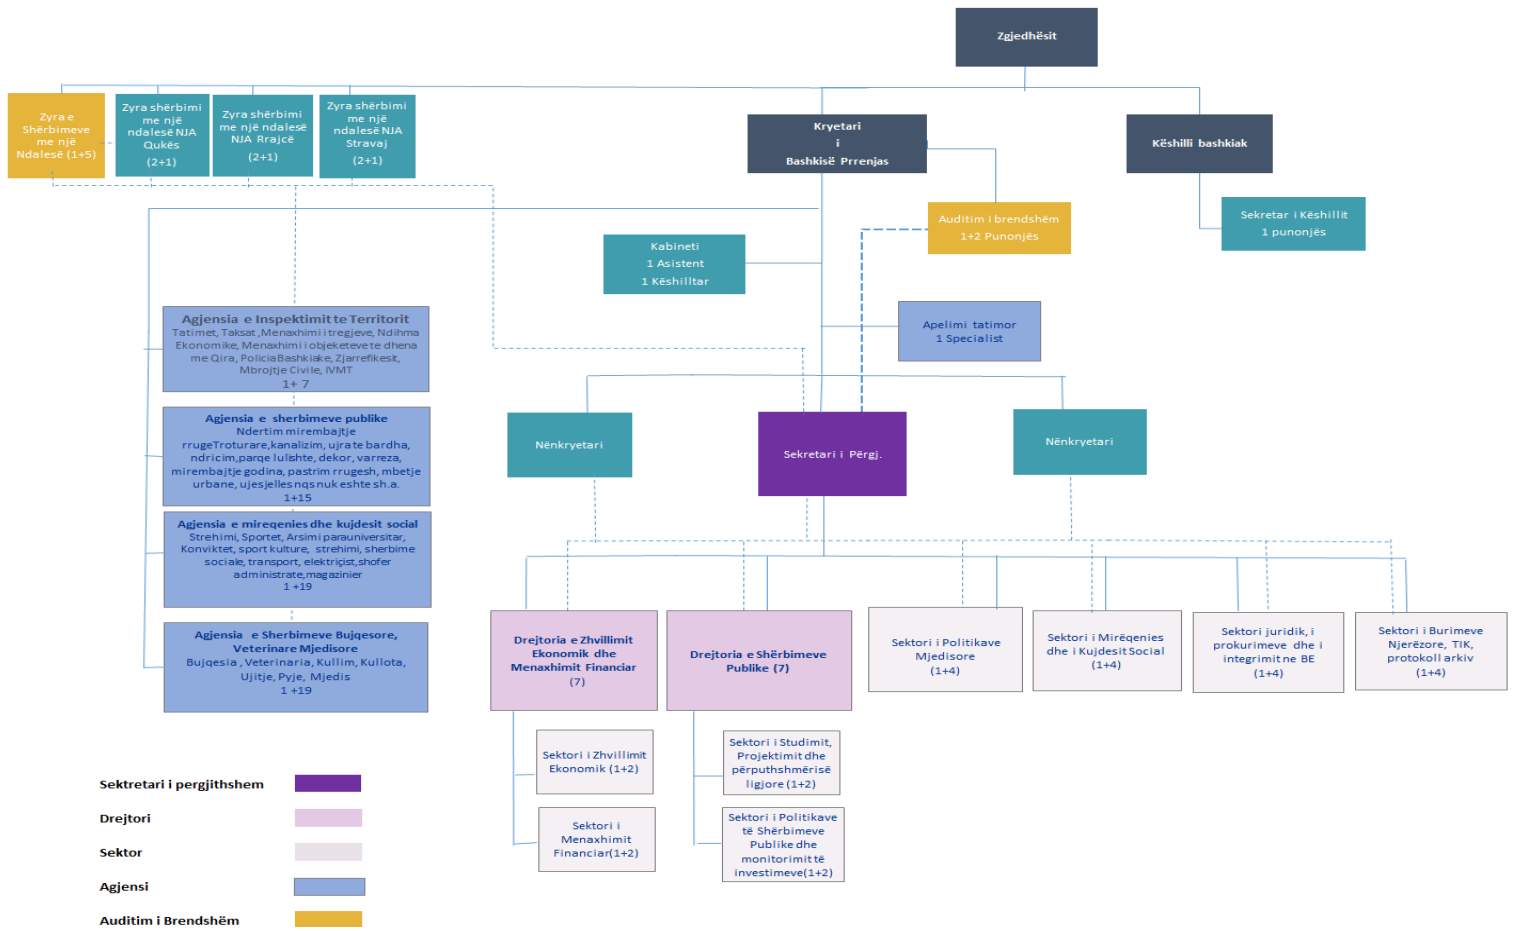 Zgjedhësit
Zyra e
Shërbimeve
me një
Ndalesë (1+5)
Zyra shërbimi
me një
ndalesë NJA
Qukës
(2+1)
Zyra shërbimi
me një ndalesë
NJA Rrajcë
(2+1)
Zyra shërbimi
me një
ndalesë NJA
Stravaj
(2+1)
Kryetari
i
Bashkisë Prrenjas
Këshilli bashkiak
Auditim i brendshëm
1+2 Punonjës
Sekretar i Këshillit
1 punonjës
Kabineti
1 Asistent
1 Këshilltar
Apelimi tatimor
1 Specialist
Agjensia e Inspektimit te Territorit
Tatimet, Taksat ,Menaxhimi i tregjeve, Ndihma
Ekonomike, Menaxhimi i objeketeve te dhena
me Qira, PoliciaBashkiake, Zjarrefikesit,
Mbrojtje Civile, IVMT
1+ 7
Agjensia e sherbimeve publike
Ndertim mirembajtje
rrugeTroturare,kanalizim, ujrate bardha,
ndricim,parqe lulishte, dekor, varreza,
mirembajtje godina, pastrim rrugesh, mbetje
urbane, ujesjelles nqs nuk eshte sh.a.
1+15
Agjensia e mireqenies dhe kujdesit social
Strehimi, Sportet, Arsimi parauniversitar,
Konviktet, sport kulture, strehimi, sherbime
sociale, transport, elektriçist,shofer
administrate,magazinier
1 +19
Agjensia e Sherbimeve Bujqesore,
Veterinare Mjedisore
Bujqesia , Veterinaria, Kullim, Kullota,
Ujitje, Pyje, Mjedis
1 +19
Nënkryetari
Sekretari i Përgj.
Nënkryetari
Drejtoria e Zhvillimit
Ekonomik dhe
Menaxhimit Financiar
(7)
Drejtoria e Shërbimeve
Publike (7)
Sektori i Politikave
Mjedisore
(1+4)
Sektori i Mirëqenies
dhe i Kujdesit Social
(1+4)
Sektori juridik, i
prokurimeve dhe i
integrimit ne BE
(1+4)
Sektori i Burimeve
Njerëzore, TIK,
protokoll arkiv
(1+4)
Sektori i Zhvillimit
Ekonomik (1+2)
Sektori i
Menaxhimit
Financiar(1+2)
Sektori i Studimit,
Projektimit dhe
përputhshmërisë
ligjore (1+2)
Sektori i Politikave
të Shërbimeve
Publike dhe
monitorimit të
investimeve(1+2)
Sektretari i pergjithshem
Drejtori
Sektor
Agjensi
Auditim i Brendshëm